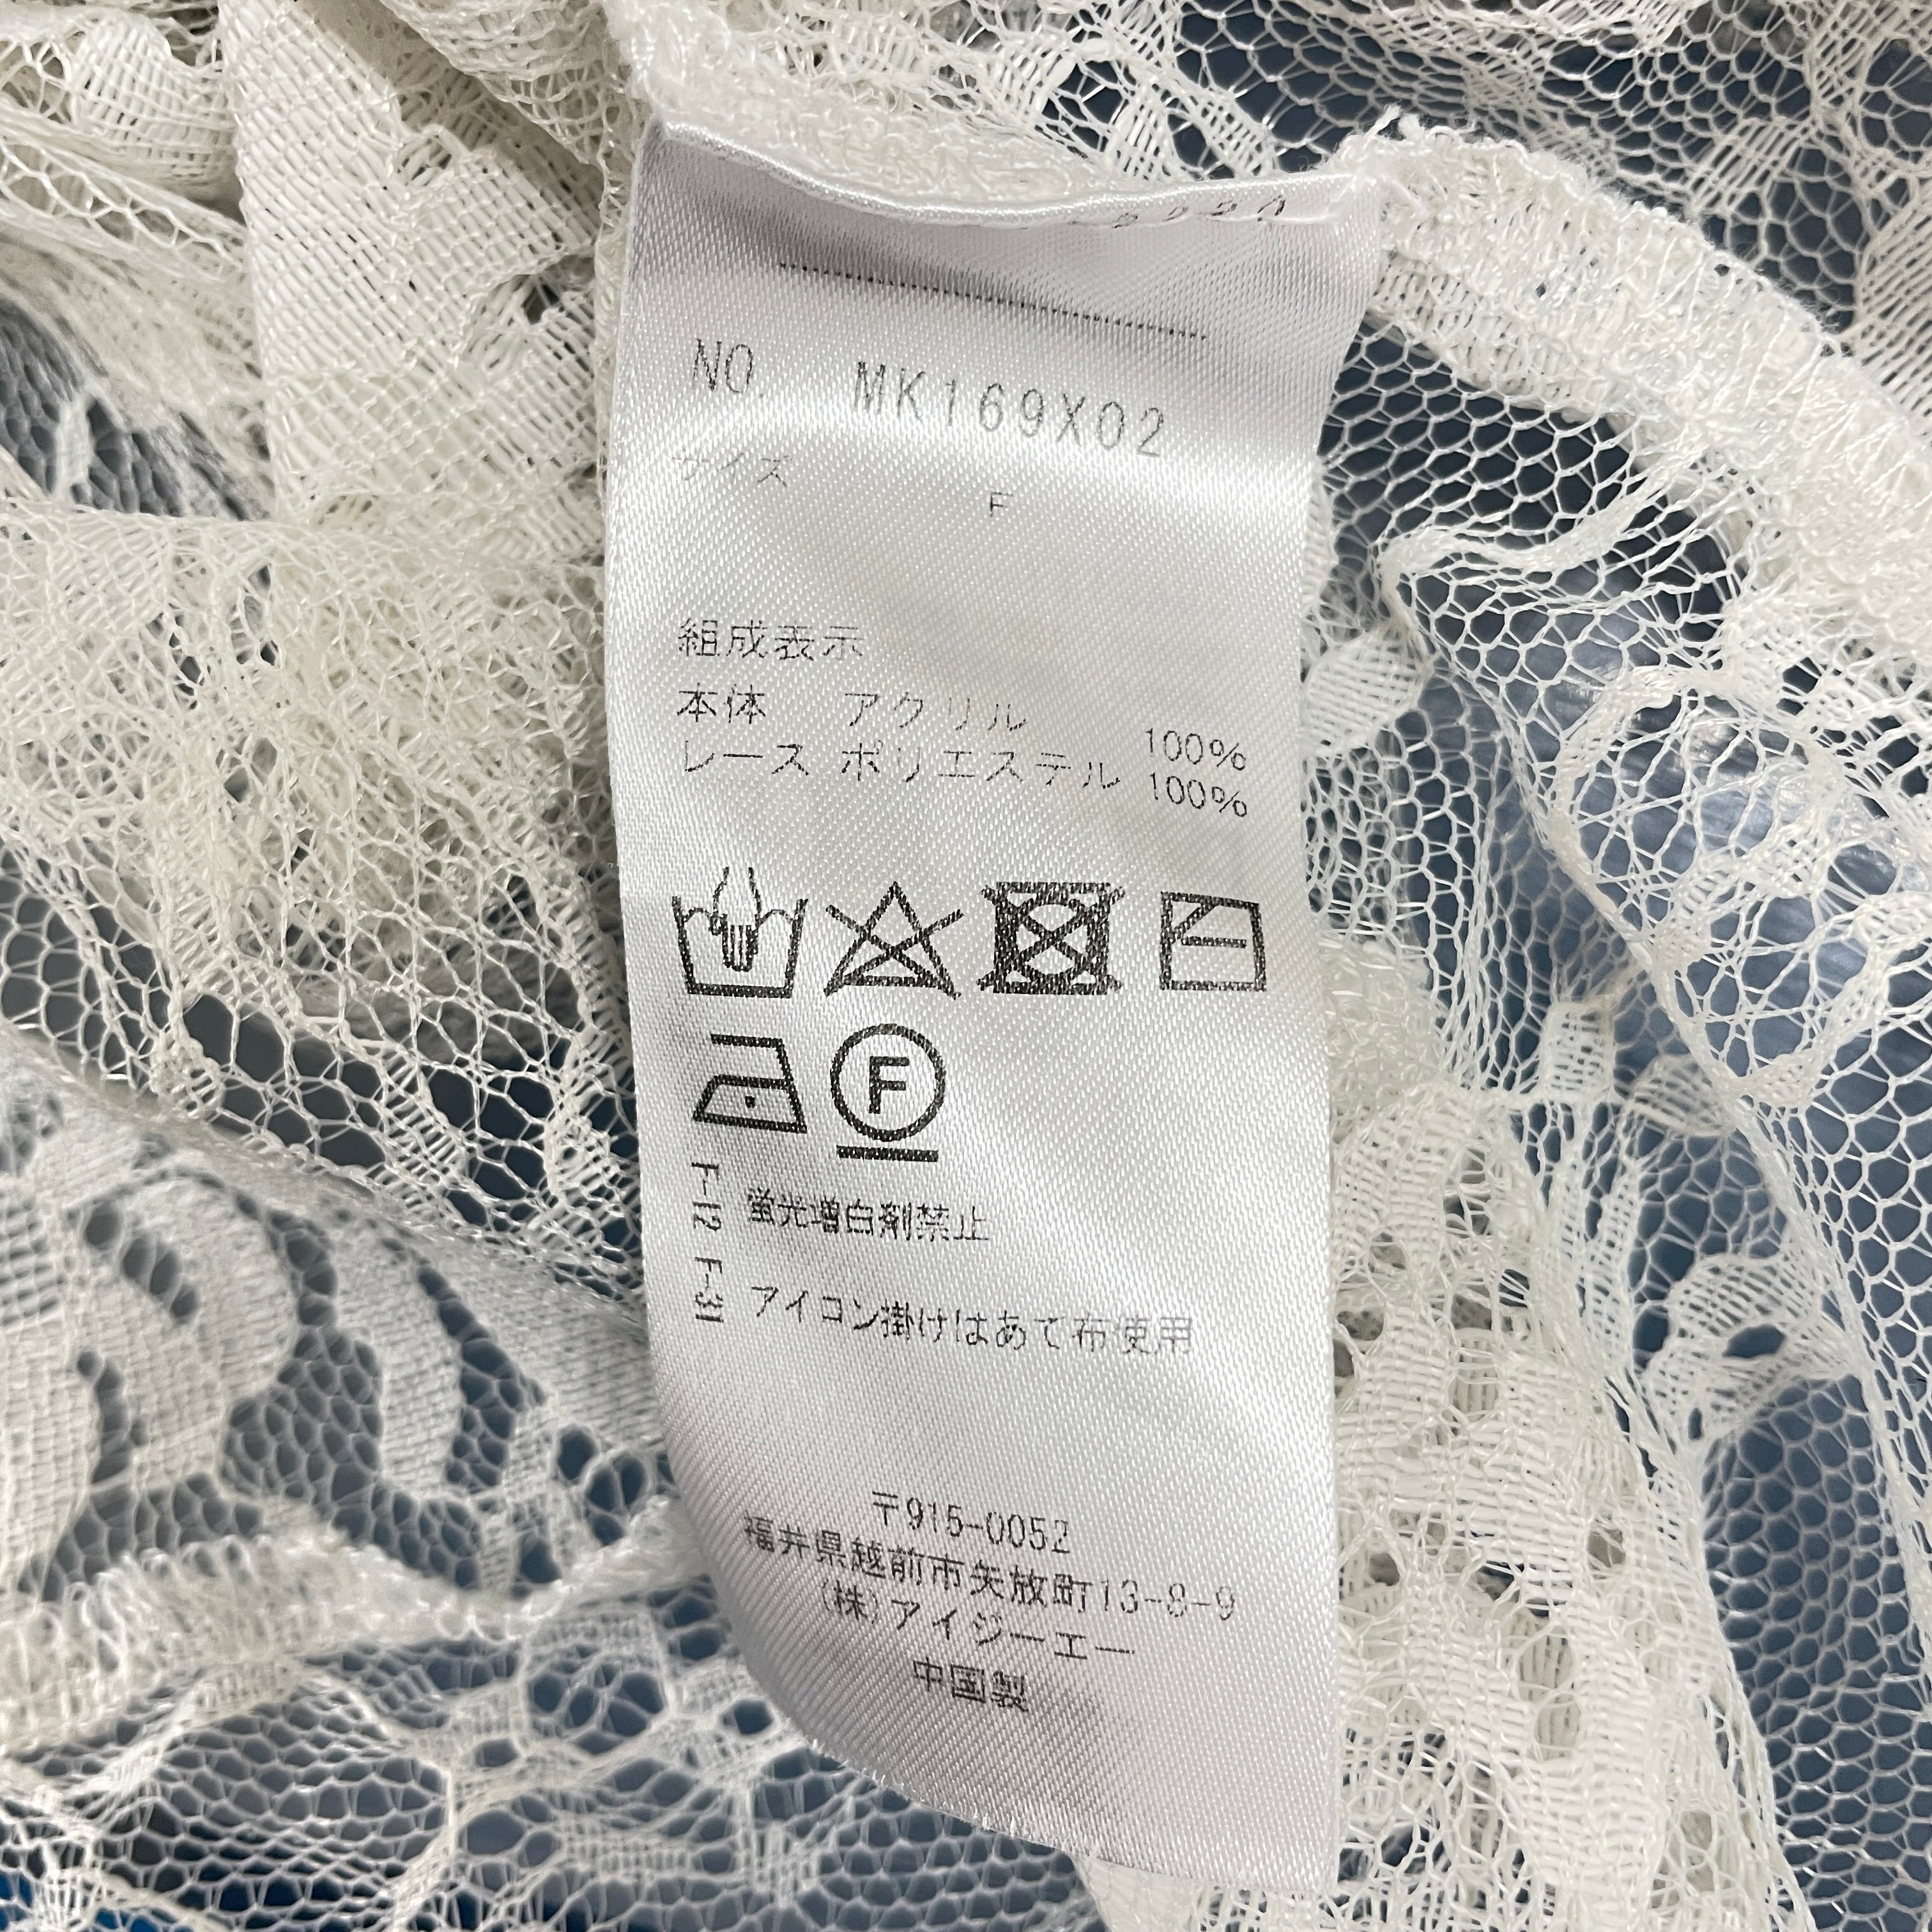 NO. MK169X02
サイズ F
組成表示
本体 アクリル 100%
レース ポリエステル 100%
F
F-12 蛍光増白剤禁止
F-31 アイコン掛けはあて布使用
〒915-0052
福井県越前市矢放町13-8-9
(株)アイジーエー
中国製